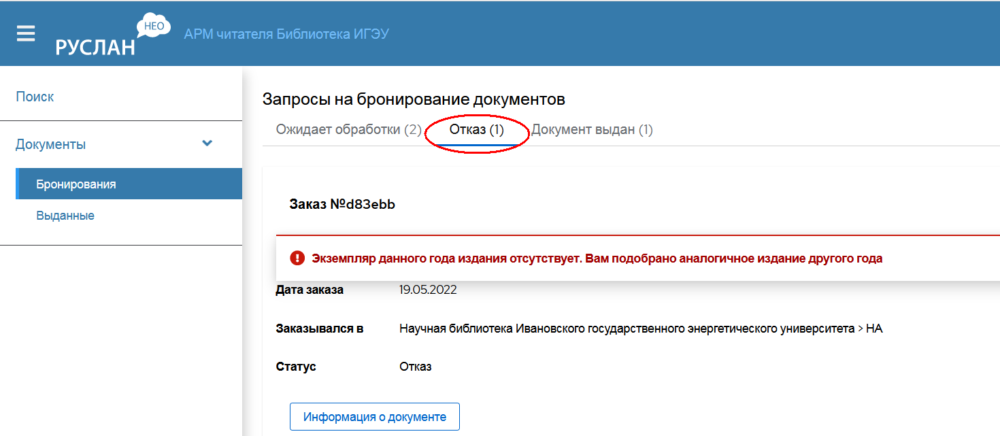 НЕО
РУСЛАН
АРМ читателя Библиотека ИГЭУ
Поиск
Документы
Бронирования
Выданные
Запросы на бронирование документов
Ожидает обработки (2) Отказ (1) Документ выдан (1)
Заказ №d83ebb
Экземпляр данного года издания отсутствует. Вам подобрано аналогичное издание другого года
Дата заказа 19.05.2022
Заказывался в Научная библиотека Ивановского государственного энергетического университета > НА
Статус Отказ
Информация о документе